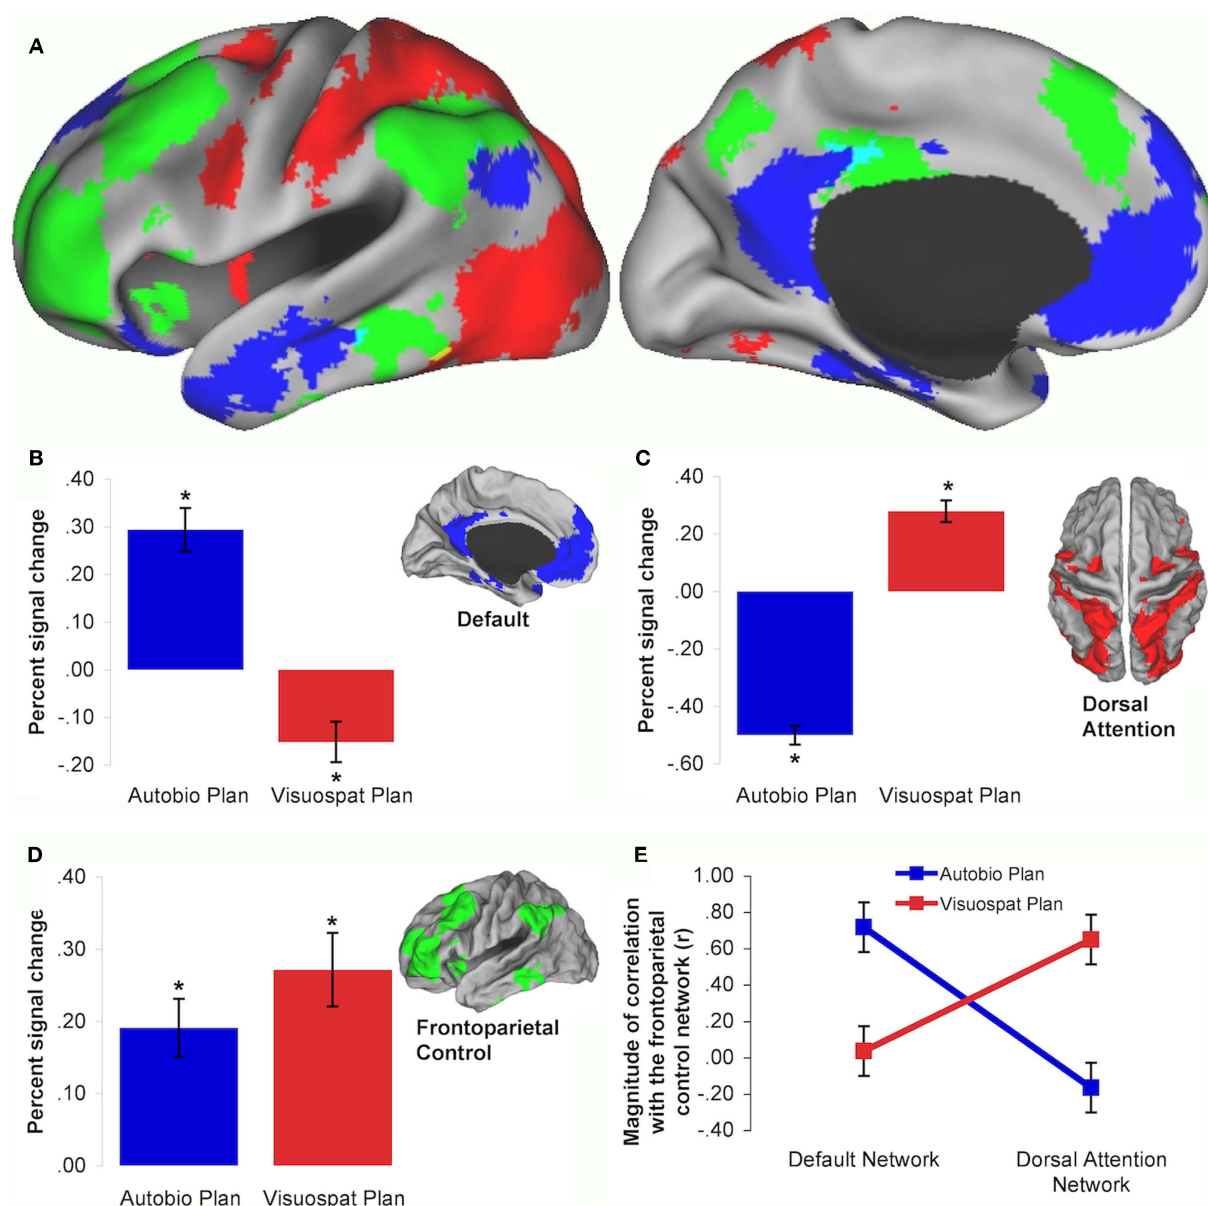 A
B
.40
.30
.20
.10
.00
-.10
-.20
Percent signal change
*
*
Autobio Plan
Visuospat Plan
Default
C
.40
.20
.00
-.20
-.40
-.60
Percent signal change
*
*
Autobio Plan
Visuospat Plan
Dorsal
Attention
D
.40
.30
.20
.10
.00
Percent signal change
*
*
Autobio Plan
Visuospat Plan
Frontoparietal
Control
E
1.00
.80
.60
.40
.20
.00
-.20
-.40
Magnitude of correlation
with the frontoparietal
control network (r)
Autobio Plan
Visuospat Plan
Default Network
Dorsal Attention
Network